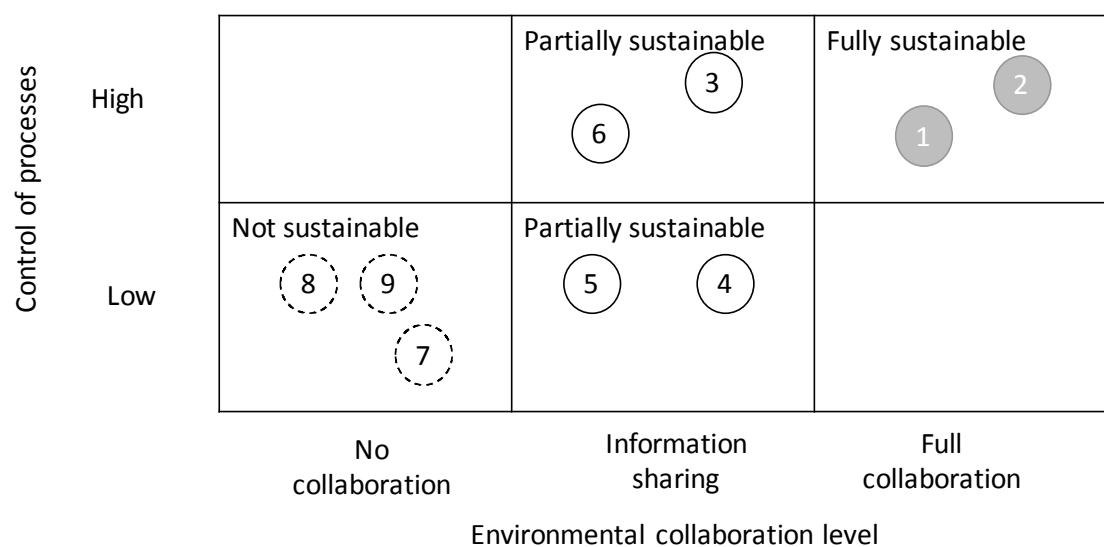 Partially sustainable
Fully sustainable
3
2
6
1
High
Control of processes
Not sustainable
Partially sustainable
8
9
5
4
7
Low
No
collaboration
Information
sharing
Full
collaboration
Environmental collaboration level